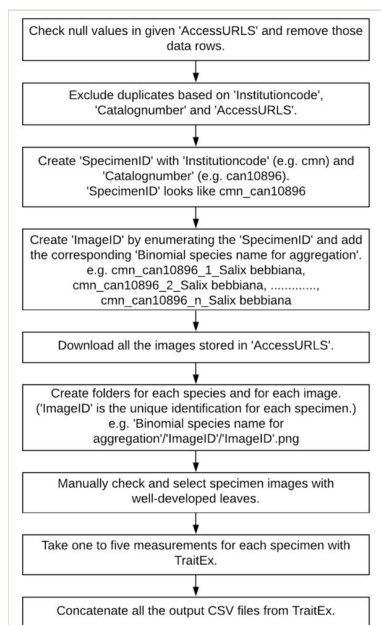 Check null values in given 'AccessURLS' and remove those
data rows.
Exclude duplicates based on 'Institutioncode',
'Catalognumber' and 'AccessURLS'.
Create 'SpecimenID' with 'Institutioncode' (e.g. cmn) and
'Catalognumber' (e.g. can10896).
'SpecimenID' looks like cmn_can10896
Create 'ImageID' by enumerating the 'SpecimenID' and add
the corresponding 'Binomial species name for aggregation'.
e.g. cmn_can10896_1_Salix bebbiana,
cmn_can10896_2_Salix bebbiana, .............,
cmn_can10896_n_Salix bebbiana
Download all the images stored in 'AccessURLS'.
Create folders for each species and for each image.
('ImageID' is the unique identification for each specimen.)
e.g. 'Binomial species name for
aggregation'/'ImageID'/'ImageID'.png
Manually check and select specimen images with
well-developed leaves.
Take one to five measurements for each specimen with
TraitEx.
Concatenate all the output CSV files from TraitEx.